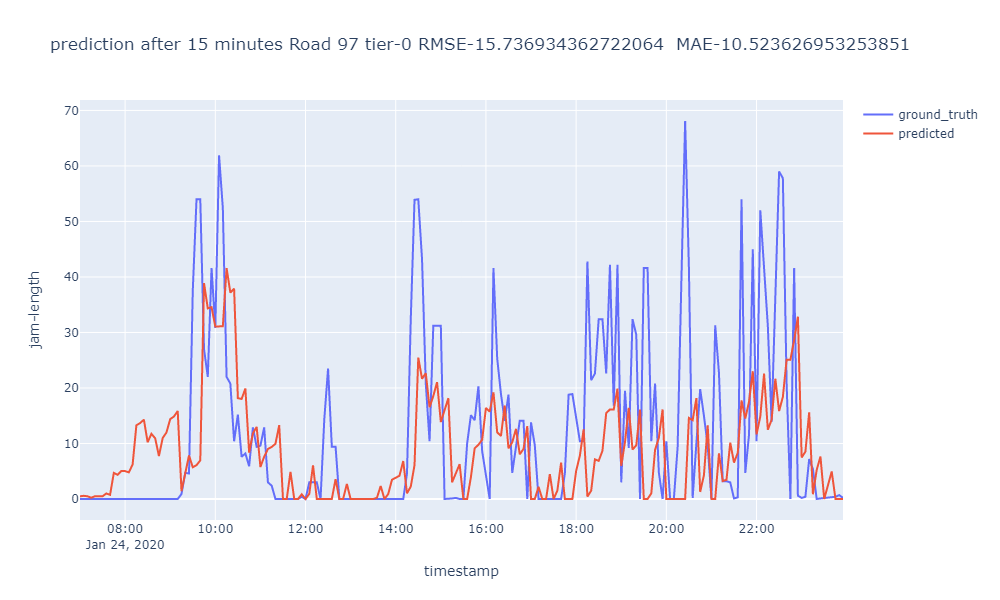 prediction after 15 minutes Road 97 tier-0 RMSE-15.736934362722064  MAE-10.523626953253851
ground_truth
predicted
70
60
50
40
30
20
10
0
jam-length
08:00 10:00 12:00 14:00 16:00 18:00 20:00 22:00
Jan 24, 2020
timestamp